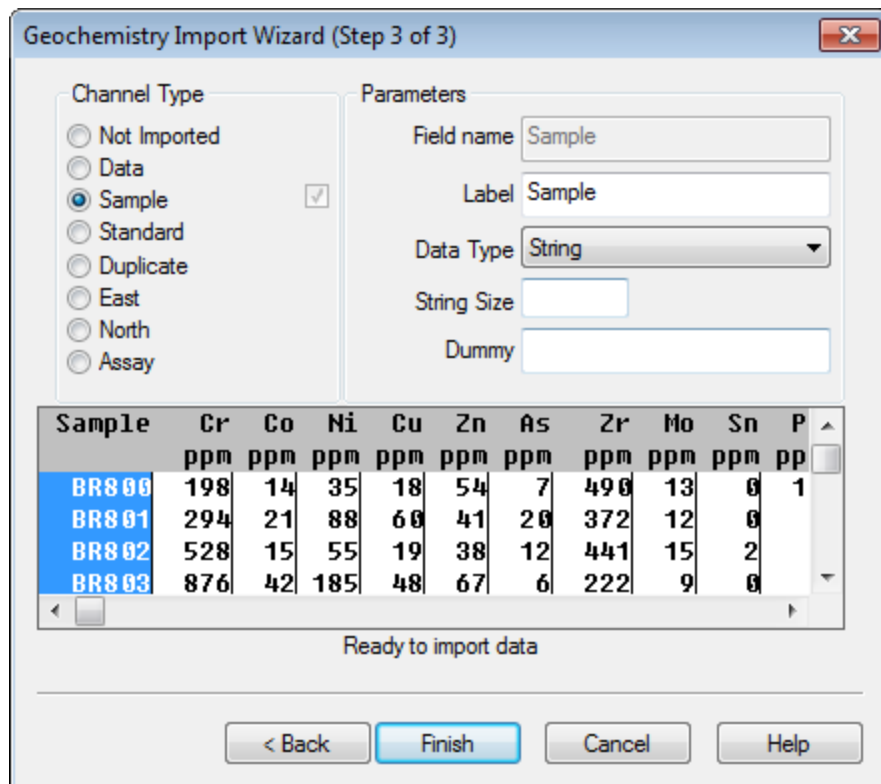 Geochemistry Import Wizard (Step 3 of 3)
Channel Type
Not Imported
Data
Sample
Standard
Duplicate
East
North
Assay
Parameters
Field name Sample
Label Sample
Data Type String
String Size
Dummy
Sample Cr Co Ni Cu Zn As Zr Mo Sn P
ppm ppm ppm ppm ppm ppm ppm ppm ppm pp
BR800 198 14 35 18 54 7 490 13 0 1
BR801 294 21 88 60 41 20 372 12 0
BR802 528 15 55 19 38 12 441 15 2
BR803 876 42 185 48 67 6 222 9 0
Ready to import data
< Back Finish Cancel Help